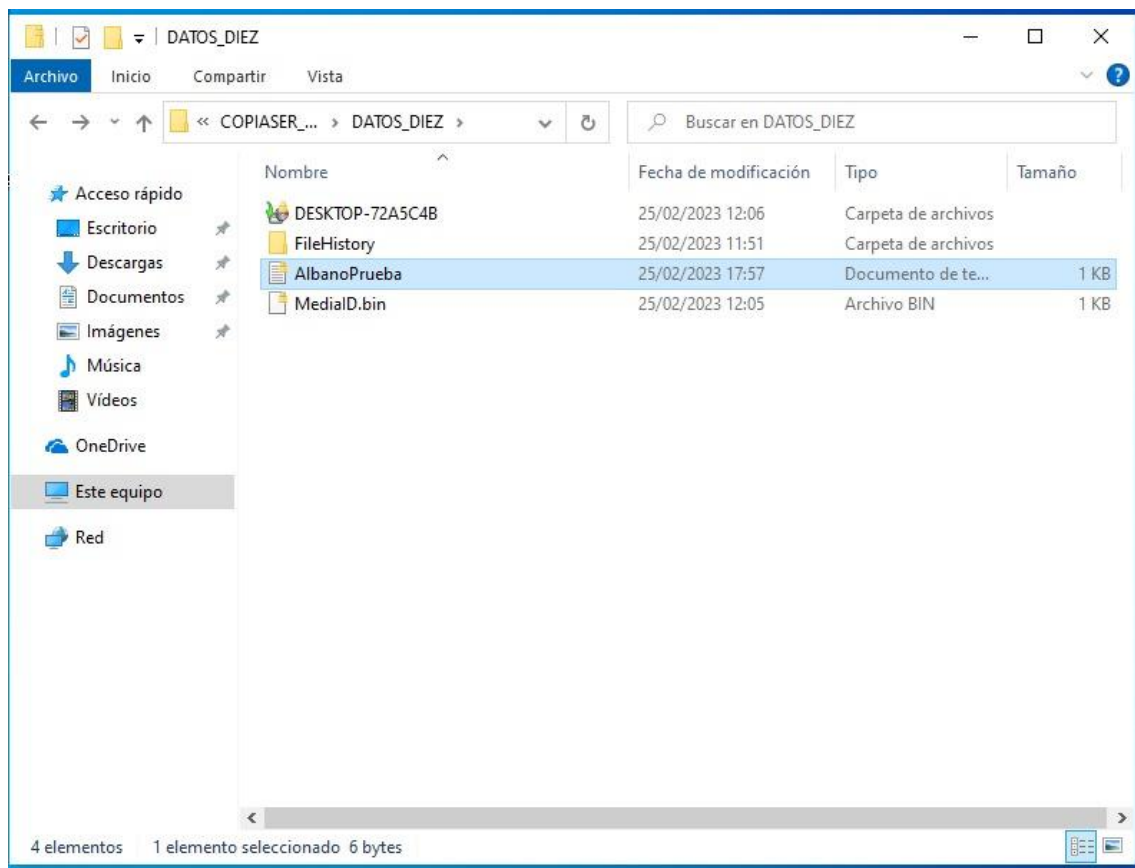 DATOS_DIEZ
Archivo Inicio Compartir Vista
« COPIASER_... › DATOS_DIEZ › Buscar en DATOS_DIEZ
Nombre Fecha de modificación Tipo Tamaño
Acceso rápido
Escritorio
Descargas
Documentos
Imágenes
Música
Vídeos
OneDrive
Este equipo
Red
DESKTOP-72A5C4B 25/02/2023 12:06 Carpeta de archivos
FileHistory 25/02/2023 11:51 Carpeta de archivos
AlbanoPrueba 25/02/2023 17:57 Documento de te... 1 KB
MediaID.bin 25/02/2023 12:05 Archivo BIN 1 KB
4 elementos 1 elemento seleccionado 6 bytes